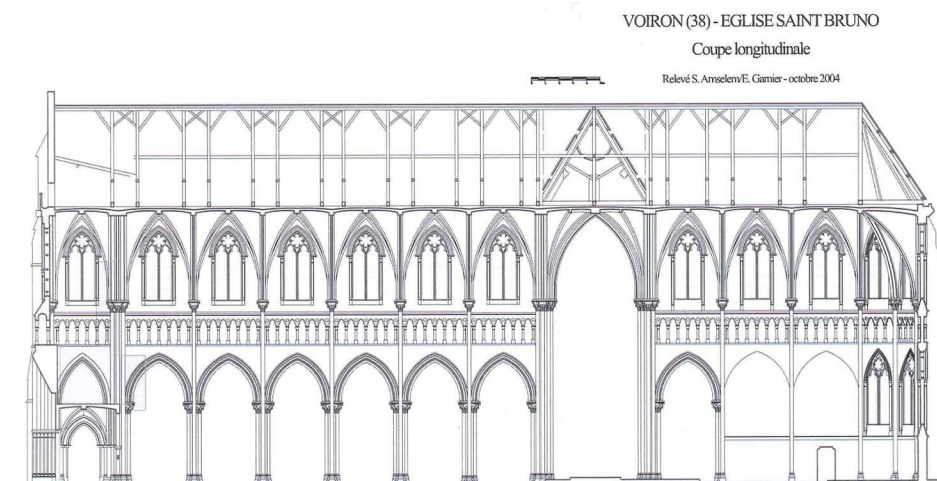 VOIRON (38) - EGLISE SAINT BRUNO
Coupe longitudinale
Relevé S. Amselem/E. Garnier - octobre 2004